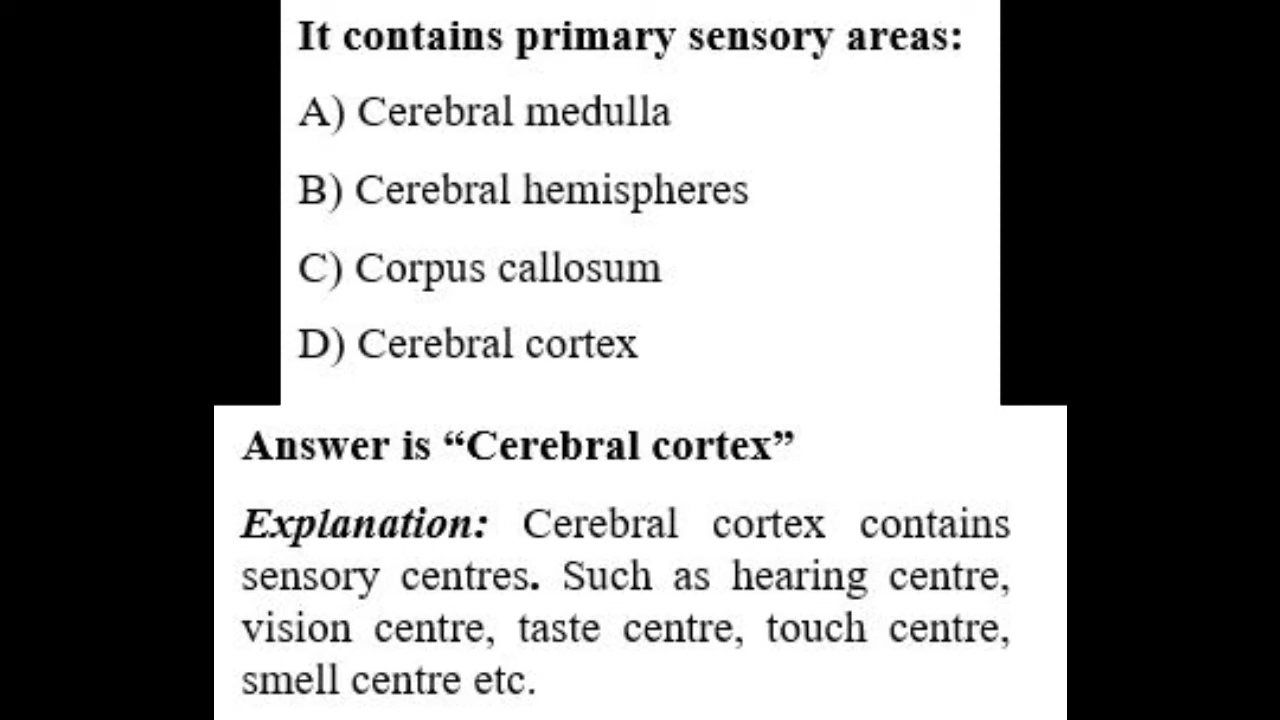 It contains primary sensory areas:
A) Cerebral medulla
B) Cerebral hemispheres
C) Corpus callosum
D) Cerebral cortex
Answer is “Cerebral cortex”
Explanation: Cerebral cortex contains
sensory centres. Such as hearing centre,
vision centre, taste centre, touch centre,
smell centre etc.